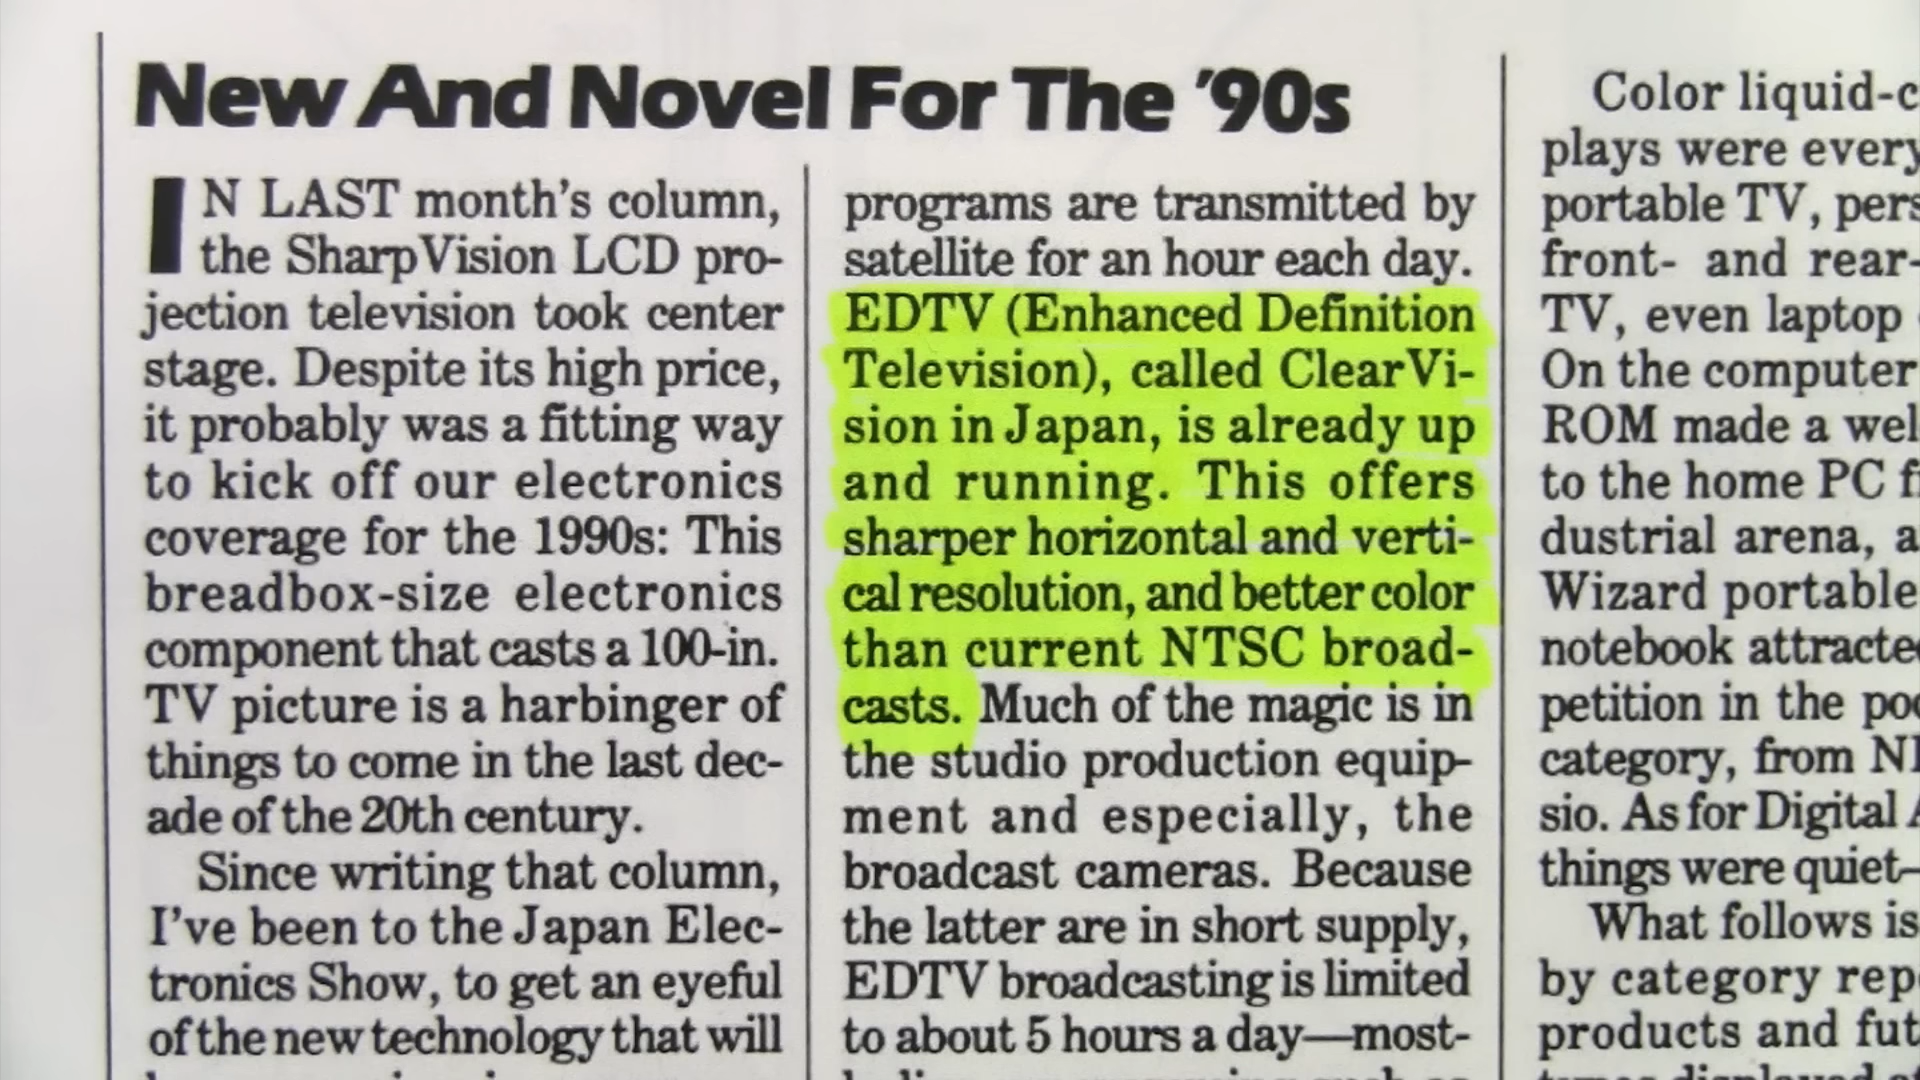 New And Novel For The '90s
IN LAST month's column,
the SharpVision LCD pro-
jection television took center
stage. Despite its high price,
it probably was a fitting way
to kick off our electronics
coverage for the 1990s: This
breadbox-size electronics
component that casts a 100-in.
TV picture is a harbinger of
things to come in the last dec-
ade of the 20th century.
Since writing that column,
I've been to the Japan Elec-
tronics Show, to get an eyeful
of the new technology that will
programs are transmitted by
satellite for an hour each day.
EDTV (Enhanced Definition
Television), called ClearVi-
sion in Japan, is already up
and running. This offers
sharper horizontal and verti-
cal resolution, and better color
than current NTSC broad-
casts. Much of the magic is in
the studio production equip-
ment and especially, the
broadcast cameras. Because
the latter are in short supply,
EDTV broadcasting is limited
to about 5 hours a day—most-
Color liquid-c
plays were every
portable TV, pers
front- and rear-
TV, even laptop
On the computer
ROM made a wel
to the home PC f
dustrial arena, a
Wizard portable
notebook attracte
petition in the po
category, from N
sio. As for Digital A
things were quiet—
What follows is
by category rep
products and fut